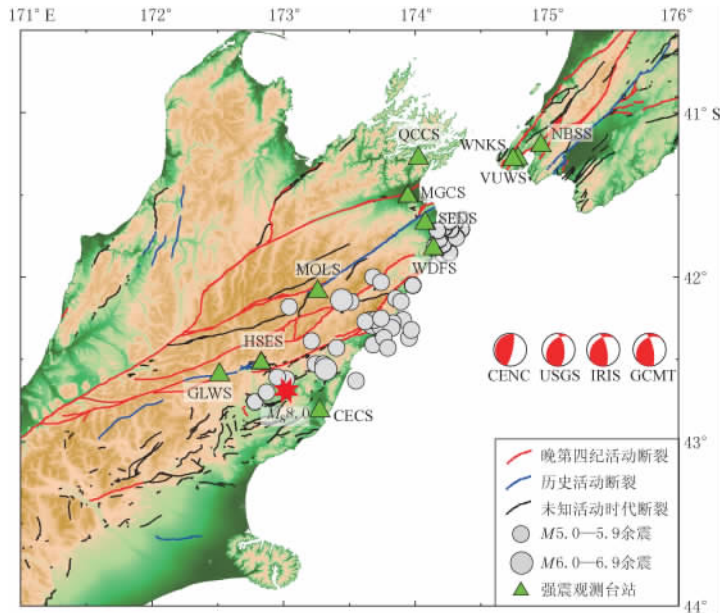 171° E
172°
173°
174°
175°
176°
41° S
42°
43°
44°
QCCS
WNKS
NBSS
VUWS
MGCS
SEDS
WDFS
MOLS
HSES
GLWS
CECS
MS8.0
CENC USGS IRIS GCMT
晚第四纪活动断裂
历史活动断裂
未知活动时代断裂
M5.0—5.9余震
M6.0—6.9余震
强震观测台站